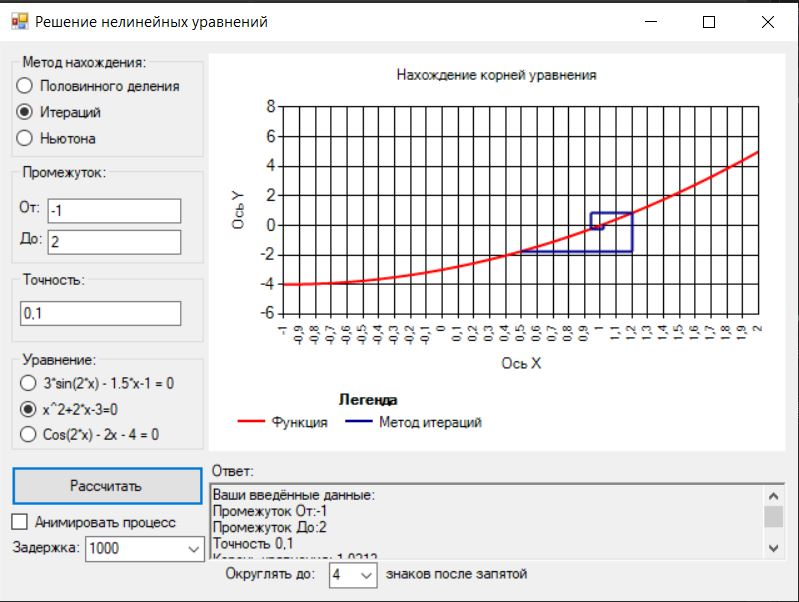 Решение нелинейных уравнений
Метод нахождения:
Половинного деления
Итераций
Ньютона
Промежуток:
От: -1
До: 2
Точность:
0,1
Уравнение:
3*sin(2*x) - 1.5*x-1 = 0
x^2+2*x-3=0
Cos(2*x) - 2x - 4 = 0
Рассчитать
Анимировать процесс
Задержка: 1000
Нахождение корней уравнения
Ось Y
8
6
4
2
0
-2
-4
-6
-1 -0,9 -0,8 -0,7 -0,6 -0,5 -0,4 -0,3 -0,2 -0,1 0 0,1 0,2 0,3 0,4 0,5 0,6 0,7 0,8 0,9 1 1,1 1,2 1,3 1,4 1,5 1,6 1,7 1,8 1,9 2
Ось X
Легенда
Функция Метод итераций
Ответ:
Ваши введённые данные:
Промежуток От:-1
Промежуток До:2
Точность 0,1
Корень уравнения: 1,0213
Округлять до: 4 знаков после запятой